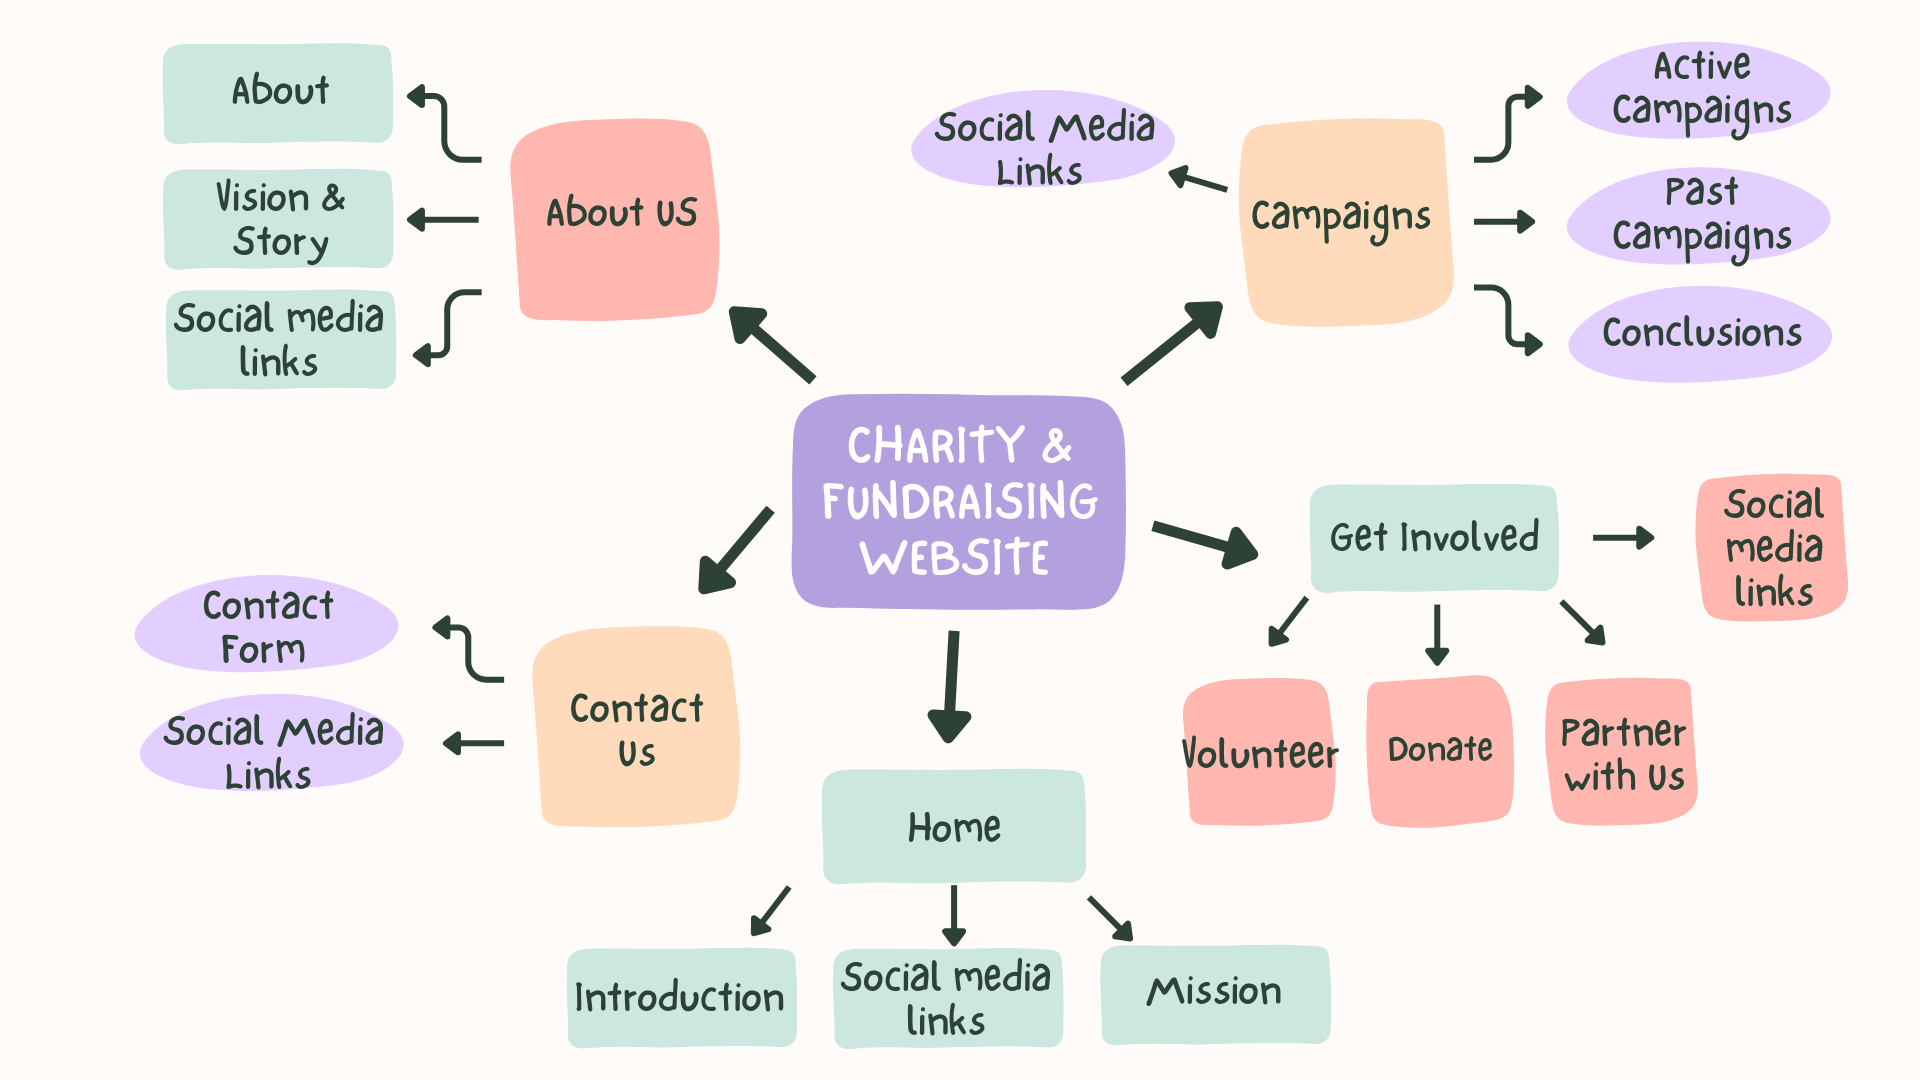 About
Vision &
Story
Social media
links
About US
Social Media
Links
Campaigns
Active
Campaigns
Past
Campaigns
Conclusions
CHARITY &
FUNDRAISING
WEBSITE
Get Involved
Social
media
links
Volunteer
Donate
Partner
with Us
Contact
Form
Social Media
Links
Contact
Us
Home
Introduction
Social media
links
Mission